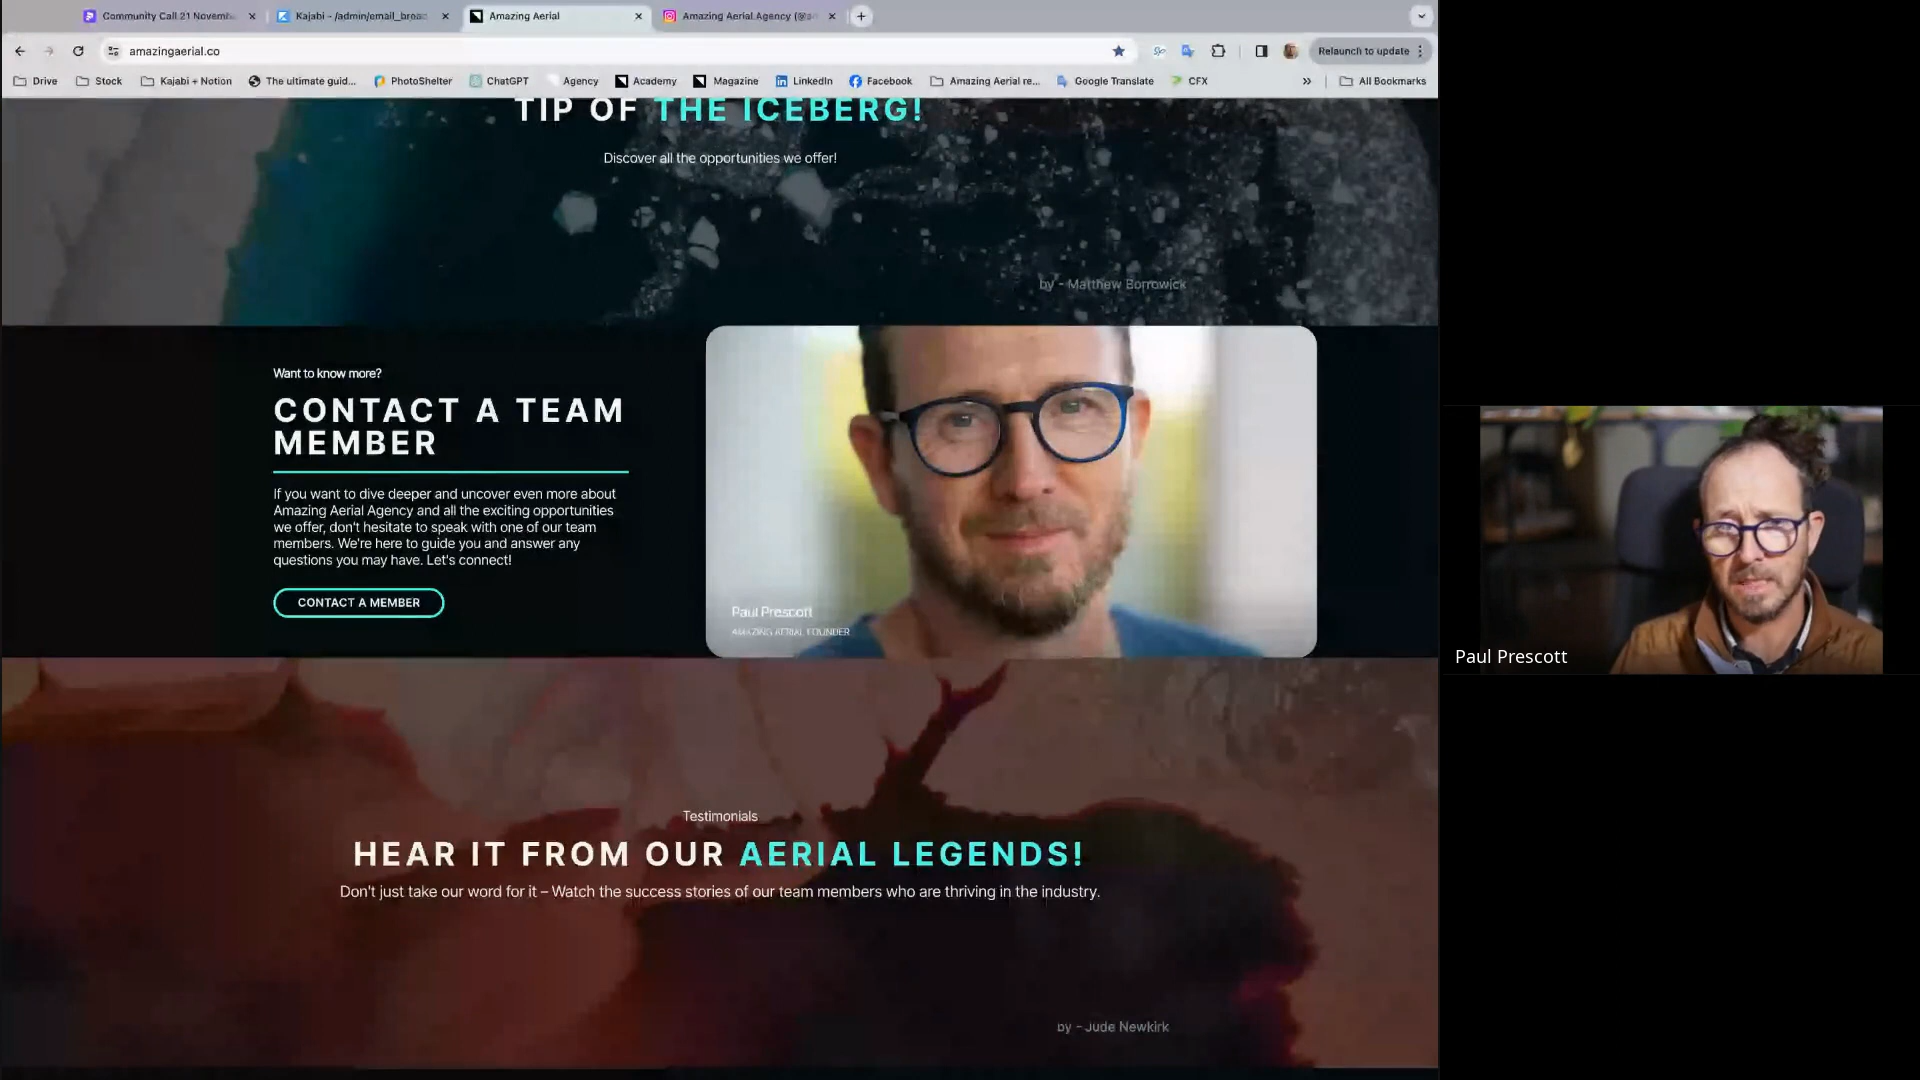 Community Call 21 Novemb
Kajabi - /admin/email_broad
Amazing Aerial
Amazing Aerial Agency
amazingaerial.co
Relaunch to update
Drive
Stock
Kajabi + Notion
The ultimate guid...
PhotoShelter
ChatGPT
Agency
Academy
Magazine
LinkedIn
Facebook
Amazing Aerial re...
Google Translate
CFX
All Bookmarks
TIP OF THE ICEBERG!
Discover all the opportunities we offer!
by - Matthew Borrowick
Want to know more?
CONTACT A TEAM
MEMBER
If you want to dive deeper and uncover even more about
Amazing Aerial Agency and all the exciting opportunities
we offer, don't hesitate to speak with one of our team
members. We're here to guide you and answer any
questions you may have. Let's connect!
CONTACT A MEMBER
Paul Prescott
AMAZING AERIAL FOUNDER
Paul Prescott
Testimonials
HEAR IT FROM OUR AERIAL LEGENDS!
Don't just take our word for it – Watch the success stories of our team members who are thriving in the industry.
by - Jude Newkirk